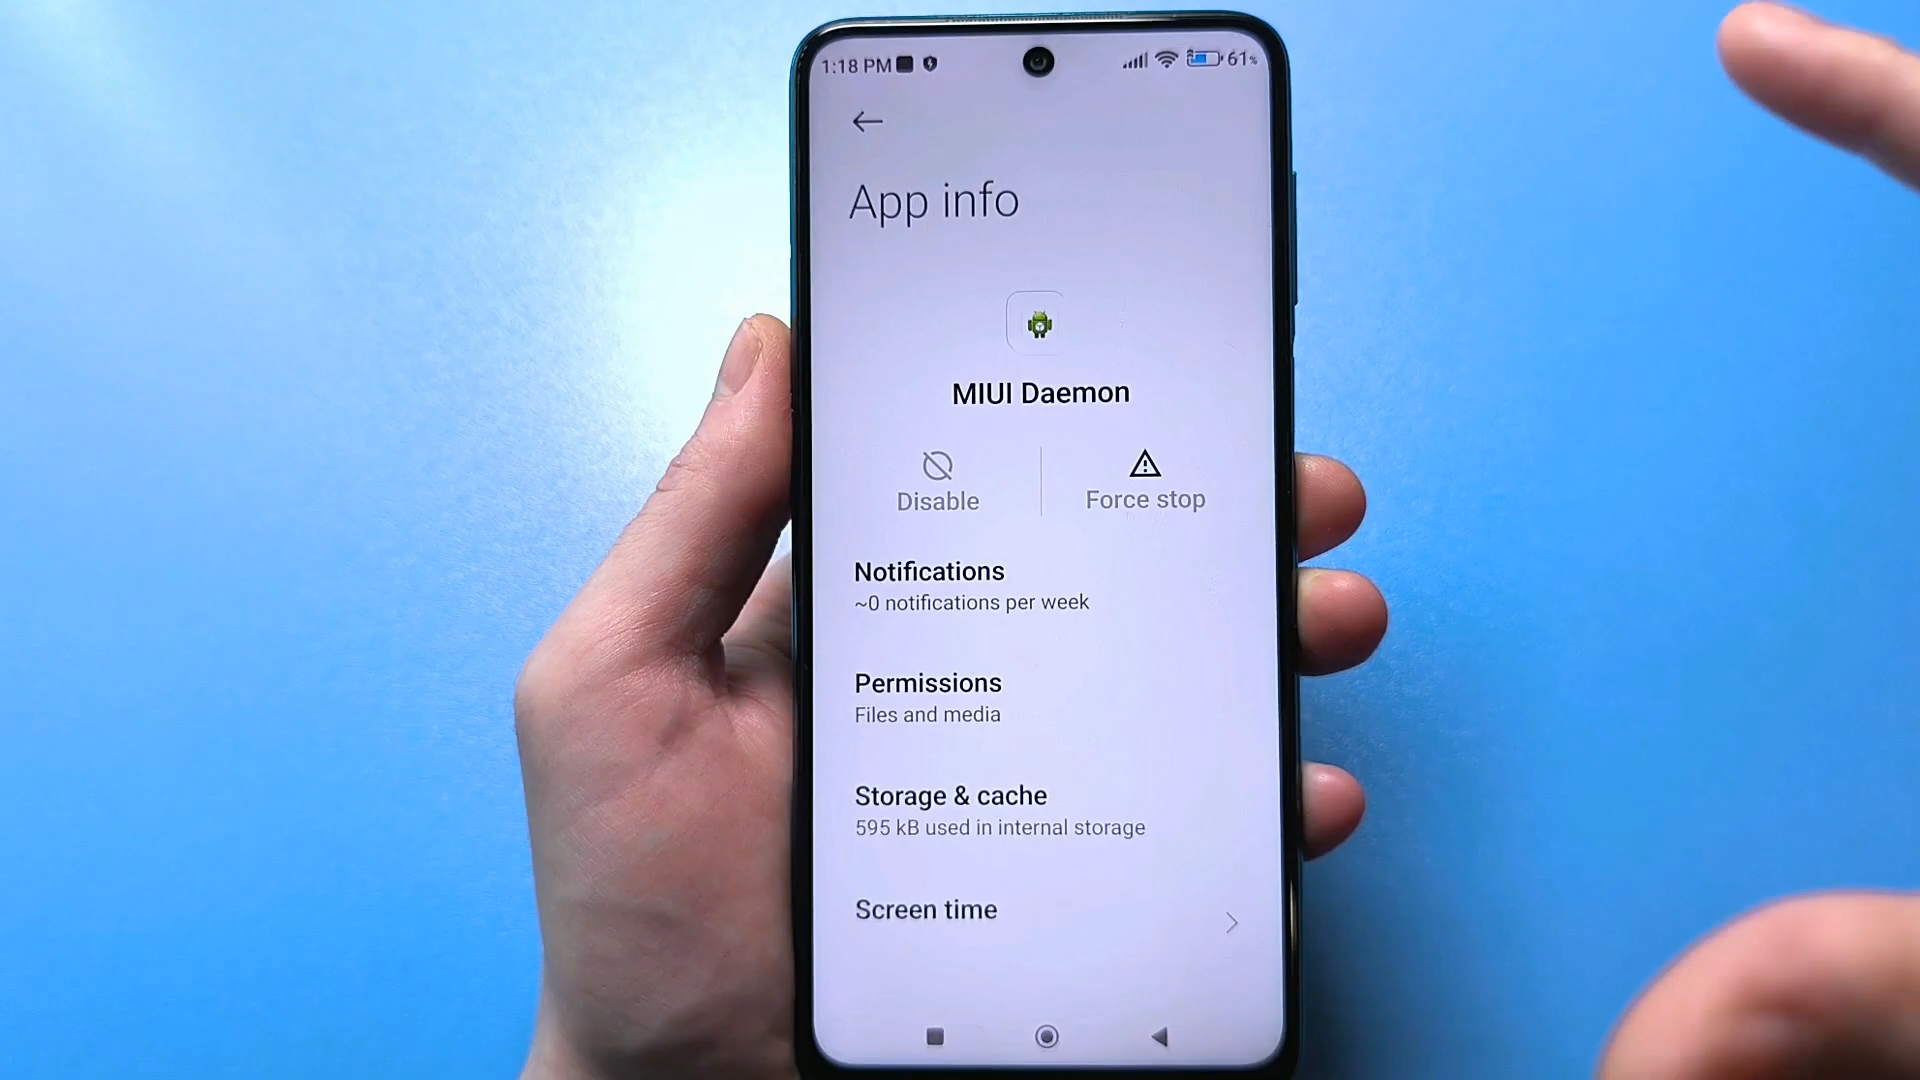 1:18 PM 61%
App info
MIUI Daemon
Disable Force stop
Notifications
~0 notifications per week
Permissions
Files and media
Storage & cache
595 kB used in internal storage
Screen time